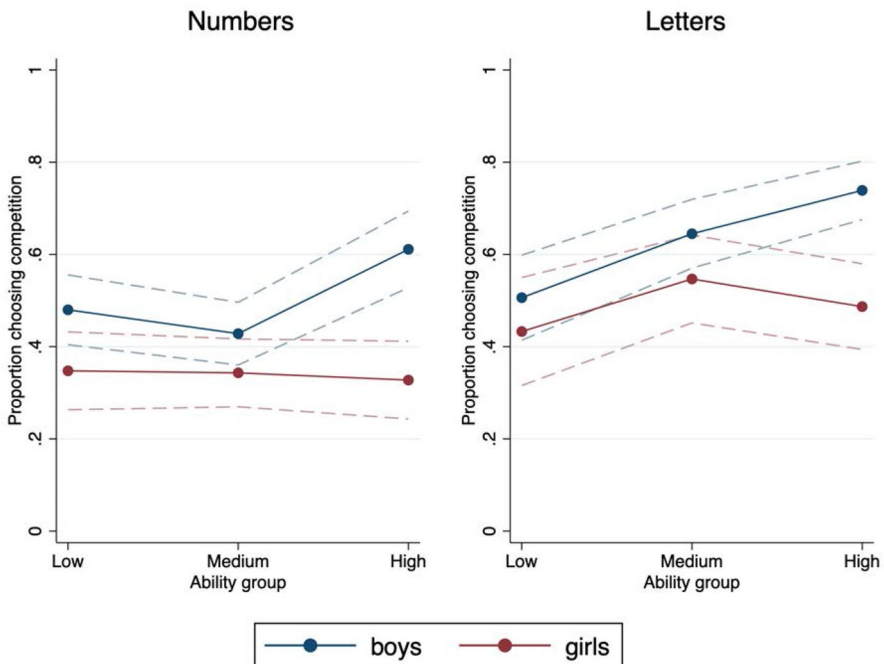 Numbers
Proportion choosing competition
1
.8
.6
.4
.2
0
Low Medium High
Ability group
Letters
Proportion choosing competition
1
.8
.6
.4
.2
0
Low Medium High
Ability group
boys girls